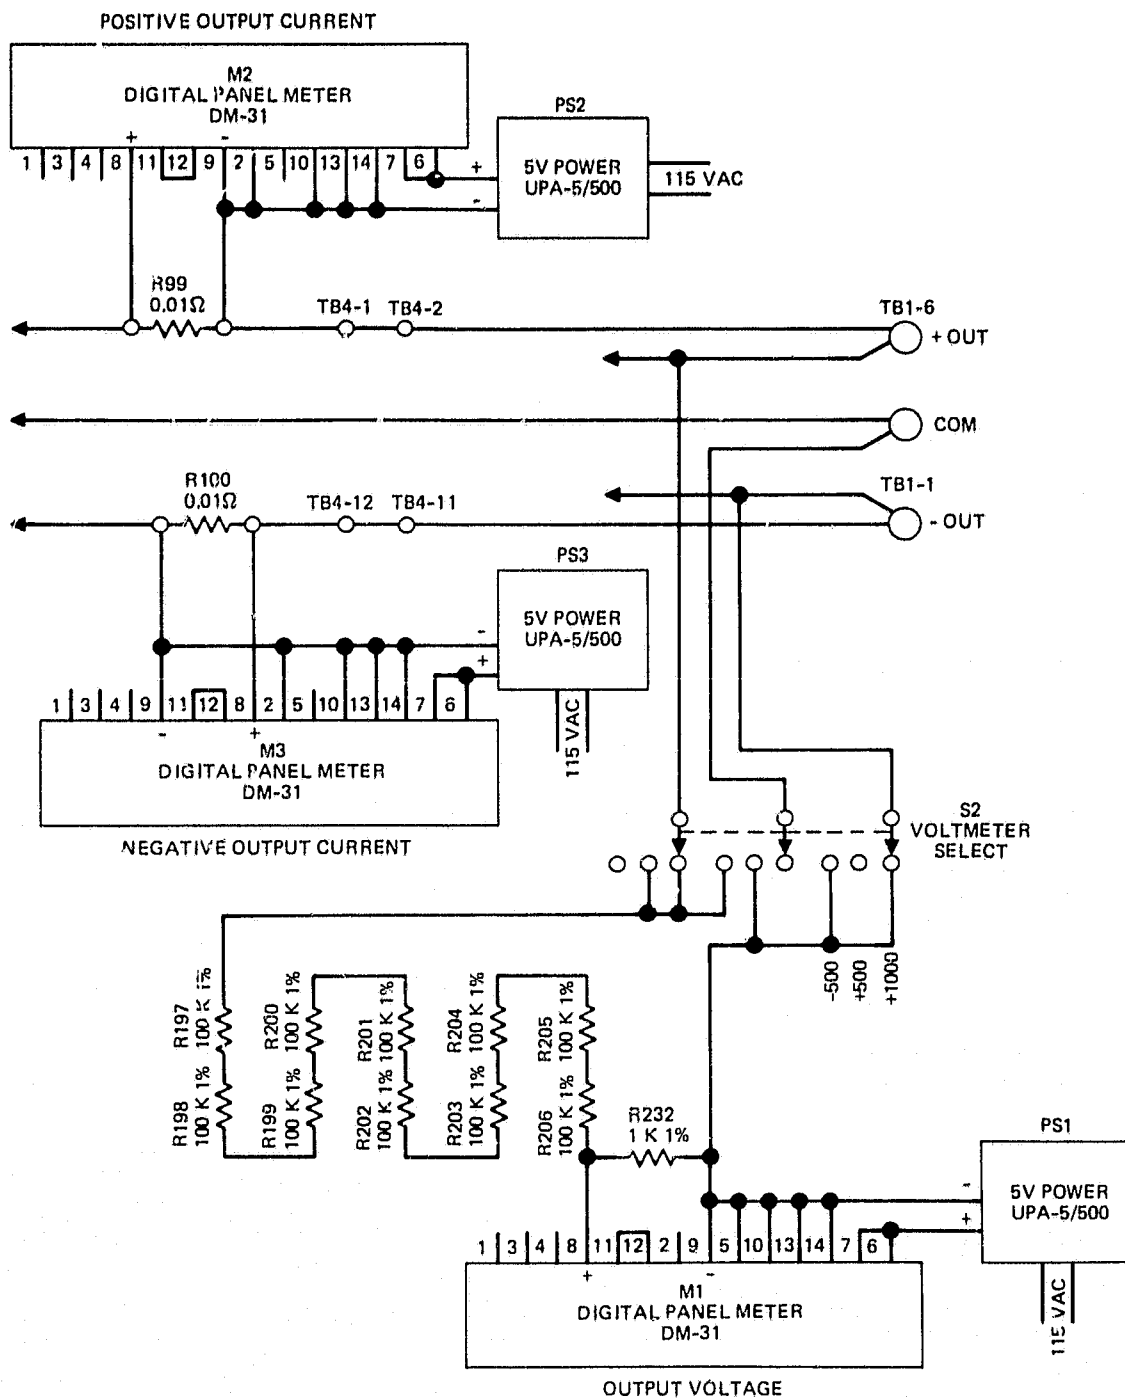 POSITIVE OUTPUT CURRENT
M2
DIGITAL PANEL METER
DM-31
+ -
1 3 4 8 11 12 9 2 5 10 13 14 7 6
PS2
5V POWER
UPA-5/500
+
-
115 VAC
R99
0.01Ω
TB4-1 TB4-2
TB1-6
+ OUT
COM
R100
0.01Ω
TB4-12 TB4-11
TB1-1
- OUT
PS3
5V POWER
UPA-5/500
-
+
115 VAC
1 3 4 9 11 12 8 2 5 10 13 14 7 6
- +
M3
DIGITAL PANEL METER
DM-31
NEGATIVE OUTPUT CURRENT
S2
VOLTMETER
SELECT
-500
+500
+1000
R197
100 K 1%
R200
100 K 1%
R201
100 K 1%
R204
100 K 1%
R205
100 K 1%
R198
100 K 1%
R199
100 K 1%
R202
100 K 1%
R203
100 K 1%
R206
100 K 1%
R232
1 K 1%
PS1
5V POWER
UPA-5/500
-
+
115 VAC
1 3 4 8 11 12 2 9 5 10 13 14 7 6
+ -
M1
DIGITAL PANEL METER
DM-31
OUTPUT VOLTAGE